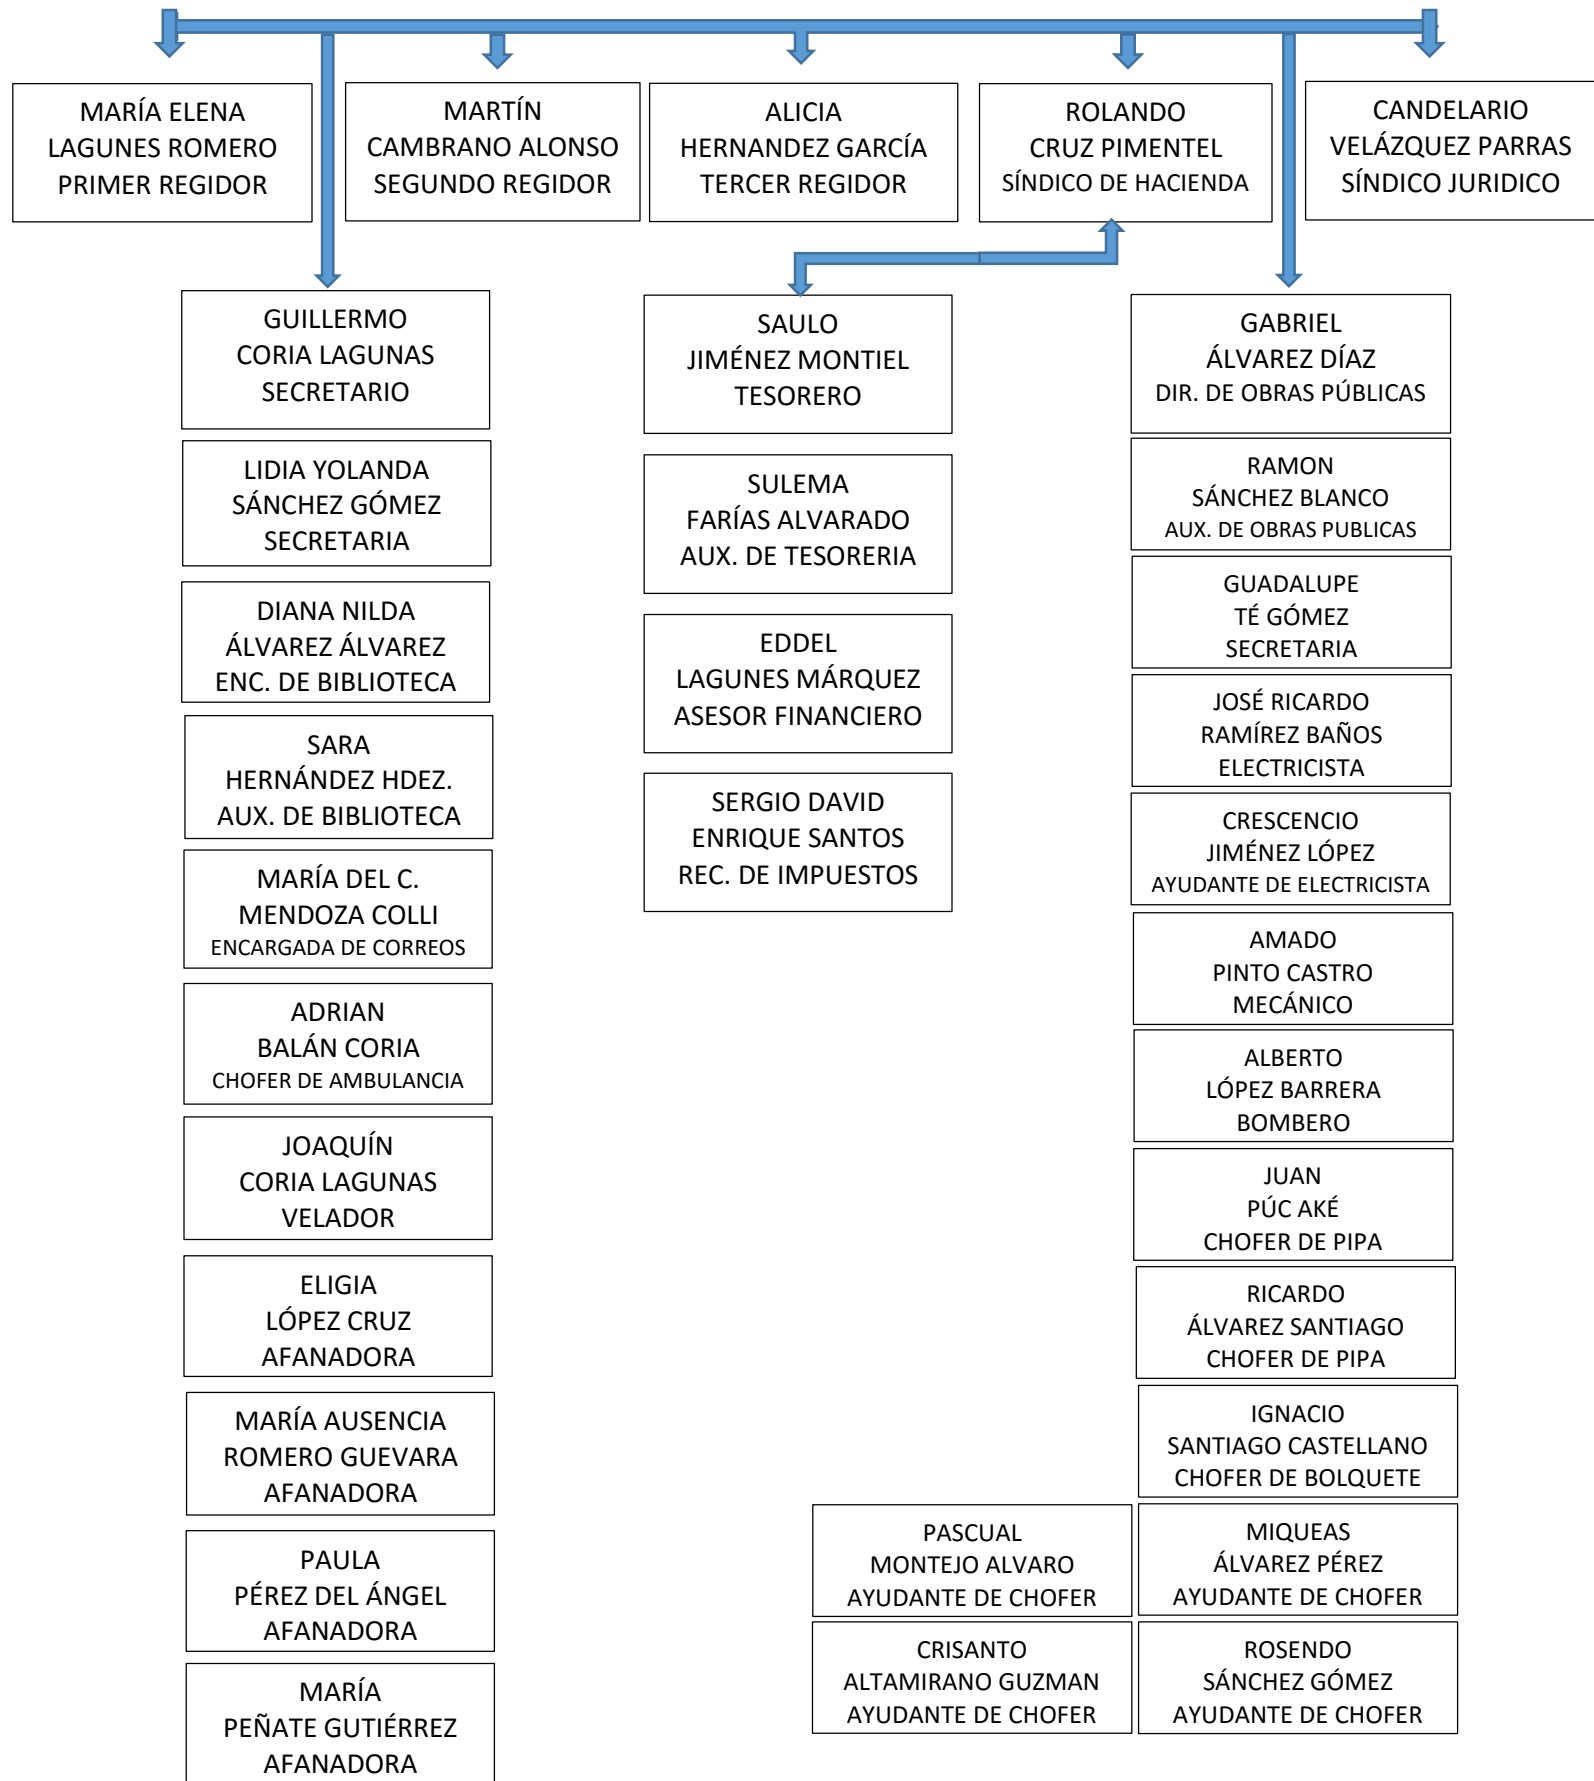 MARÍA ELENA
LAGUNES ROMERO
PRIMER REGIDOR
MARTÍN
CAMBRANO ALONSO
SEGUNDO REGIDOR
ALICIA
HERNANDEZ GARCÍA
TERCER REGIDOR
ROLANDO
CRUZ PIMENTEL
SÍNDICO DE HACIENDA
CANDELARIO
VELÁZQUEZ PARRAS
SÍNDICO JURIDICO
GUILLERMO
CORIA LAGUNAS
SECRETARIO
LIDIA YOLANDA
SÁNCHEZ GÓMEZ
SECRETARIA
DIANA NILDA
ÁLVAREZ ÁLVAREZ
ENC. DE BIBLIOTECA
SARA
HERNÁNDEZ HDEZ.
AUX. DE BIBLIOTECA
MARÍA DEL C.
MENDOZA COLLI
ENCARGADA DE CORREOS
ADRIAN
BALÁN CORIA
CHOFER DE AMBULANCIA
JOAQUÍN
CORIA LAGUNAS
VELADOR
ELIGIA
LÓPEZ CRUZ
AFANADORA
MARÍA AUSENCIA
ROMERO GUEVARA
AFANADORA
PAULA
PÉREZ DEL ÁNGEL
AFANADORA
MARÍA
PEÑATE GUTIÉRREZ
AFANADORA
SAULO
JIMÉNEZ MONTIEL
TESORERO
SULEMA
FARÍAS ALVARADO
AUX. DE TESORERIA
EDDEL
LAGUNES MÁRQUEZ
ASESOR FINANCIERO
SERGIO DAVID
ENRIQUE SANTOS
REC. DE IMPUESTOS
GABRIEL
ÁLVAREZ DÍAZ
DIR. DE OBRAS PÚBLICAS
RAMON
SÁNCHEZ BLANCO
AUX. DE OBRAS PUBLICAS
GUADALUPE
TÉ GÓMEZ
SECRETARIA
JOSÉ RICARDO
RAMÍREZ BAÑOS
ELECTRICISTA
CRESCENCIO
JIMÉNEZ LÓPEZ
AYUDANTE DE ELECTRICISTA
AMADO
PINTO CASTRO
MECÁNICO
ALBERTO
LÓPEZ BARRERA
BOMBERO
JUAN
PÚC AKÉ
CHOFER DE PIPA
RICARDO
ÁLVAREZ SANTIAGO
CHOFER DE PIPA
IGNACIO
SANTIAGO CASTELLANO
CHOFER DE BOLQUETE
PASCUAL
MONTEJO ALVARO
AYUDANTE DE CHOFER
MIQUEAS
ÁLVAREZ PÉREZ
AYUDANTE DE CHOFER
CRISANTO
ALTAMIRANO GUZMAN
AYUDANTE DE CHOFER
ROSENDO
SÁNCHEZ GÓMEZ
AYUDANTE DE CHOFER